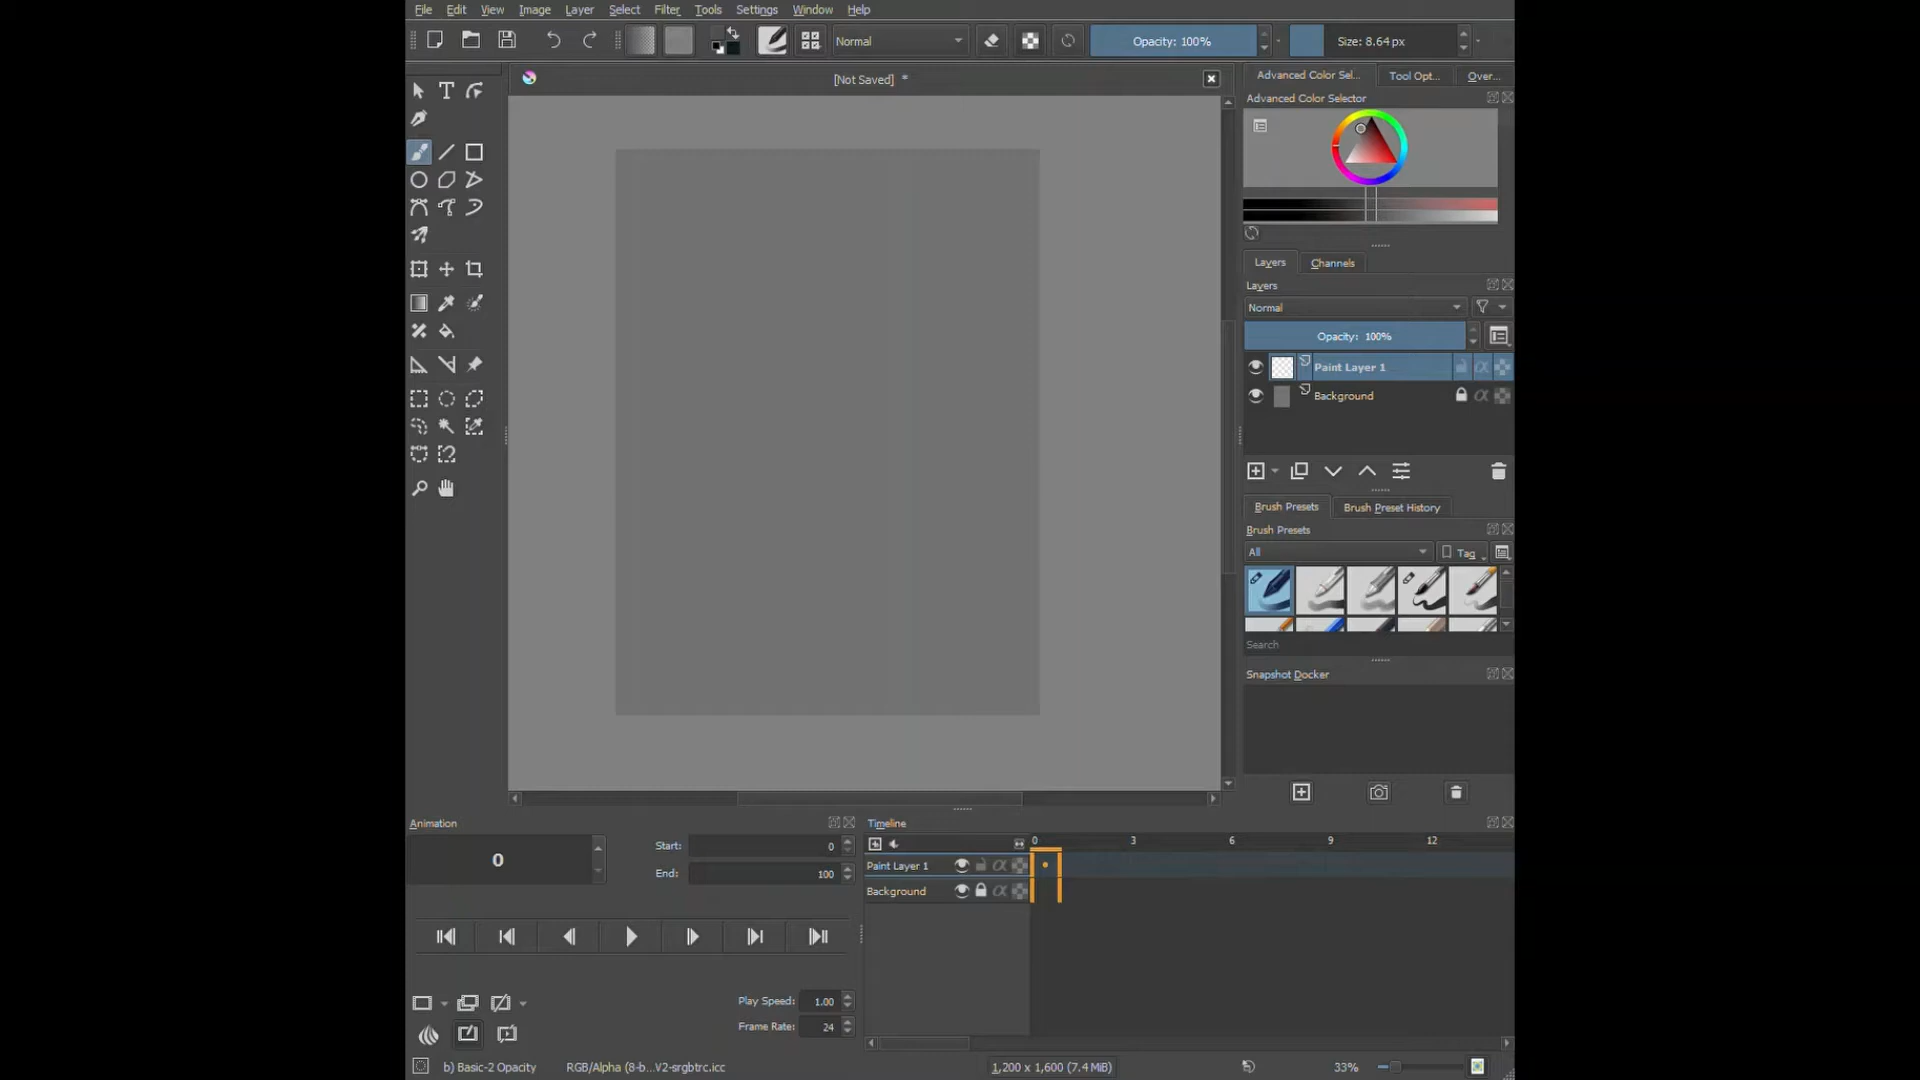 File Edit View Image Layer Select Filter Tools Settings Window Help
Normal Opacity: 100% Size: 8.64 px
[Not Saved] *
Advanced Color Sel... Tool Opt... Over...
Advanced Color Selector
Layers Channels
Layers
Normal
Opacity: 100%
Paint Layer 1
Background
Brush Presets Brush Preset History
Brush Presets
All Tag
Search
Snapshot Docker
Animation
0
Start: 0
End: 100
Play Speed: 1.00
Frame Rate: 24
Timeline
0 3 6 9 12
Paint Layer 1
Background
b) Basic-2 Opacity RGB/Alpha (8-b...V2-srgbtrc.icc 1,200 x 1,600 (7.4 MiB) 33%